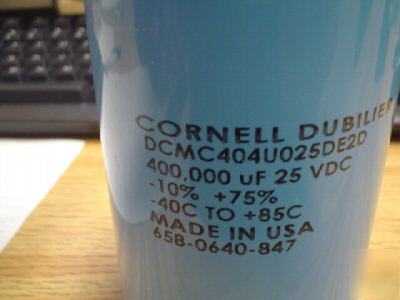 CORNELL DUBILIER
DCMC404U025DE2D
400,000 uF 25 VDC
-10% +75%
-40C TO +85C
MADE IN USA
658-0640-847